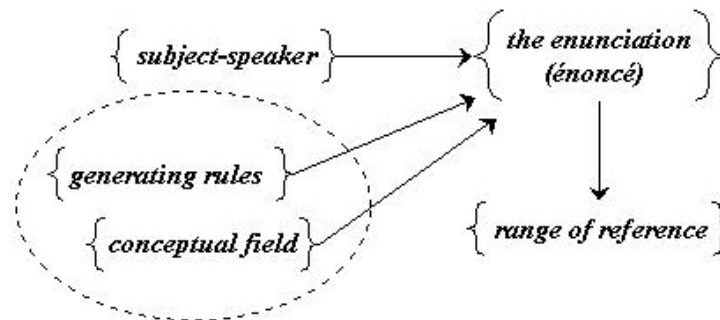 { subject-speaker }
{ the enunciation
(énoncé) }
{ generating rules }
{ conceptual field }
{ range of reference }